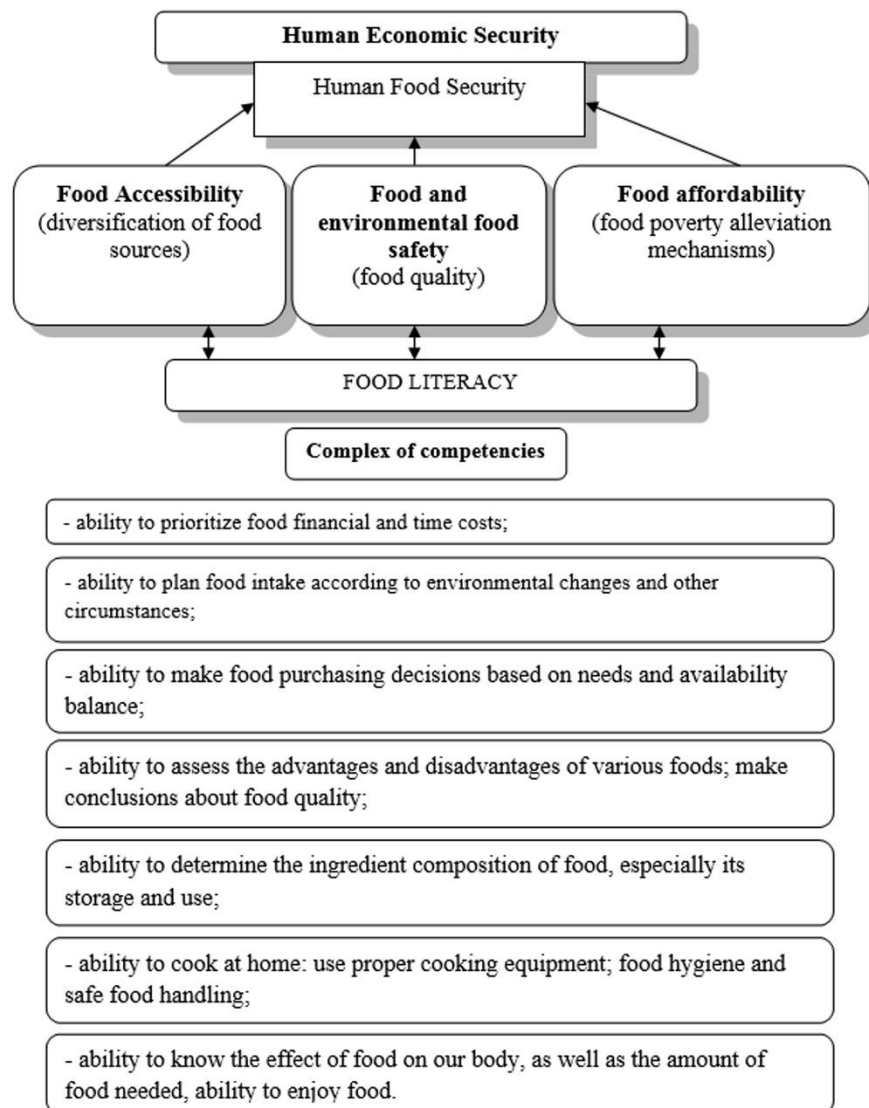 Human Economic Security
Human Food Security
Food Accessibility
(diversification of food
sources)
Food and
environmental food
safety
(food quality)
Food affordability
(food poverty alleviation
mechanisms)
FOOD LITERACY
Complex of competencies
- ability to prioritize food financial and time costs;
- ability to plan food intake according to environmental changes and other
circumstances;
- ability to make food purchasing decisions based on needs and availability
balance;
- ability to assess the advantages and disadvantages of various foods; make
conclusions about food quality;
- ability to determine the ingredient composition of food, especially its
storage and use;
- ability to cook at home: use proper cooking equipment; food hygiene and
safe food handling;
- ability to know the effect of food on our body, as well as the amount of
food needed, ability to enjoy food.